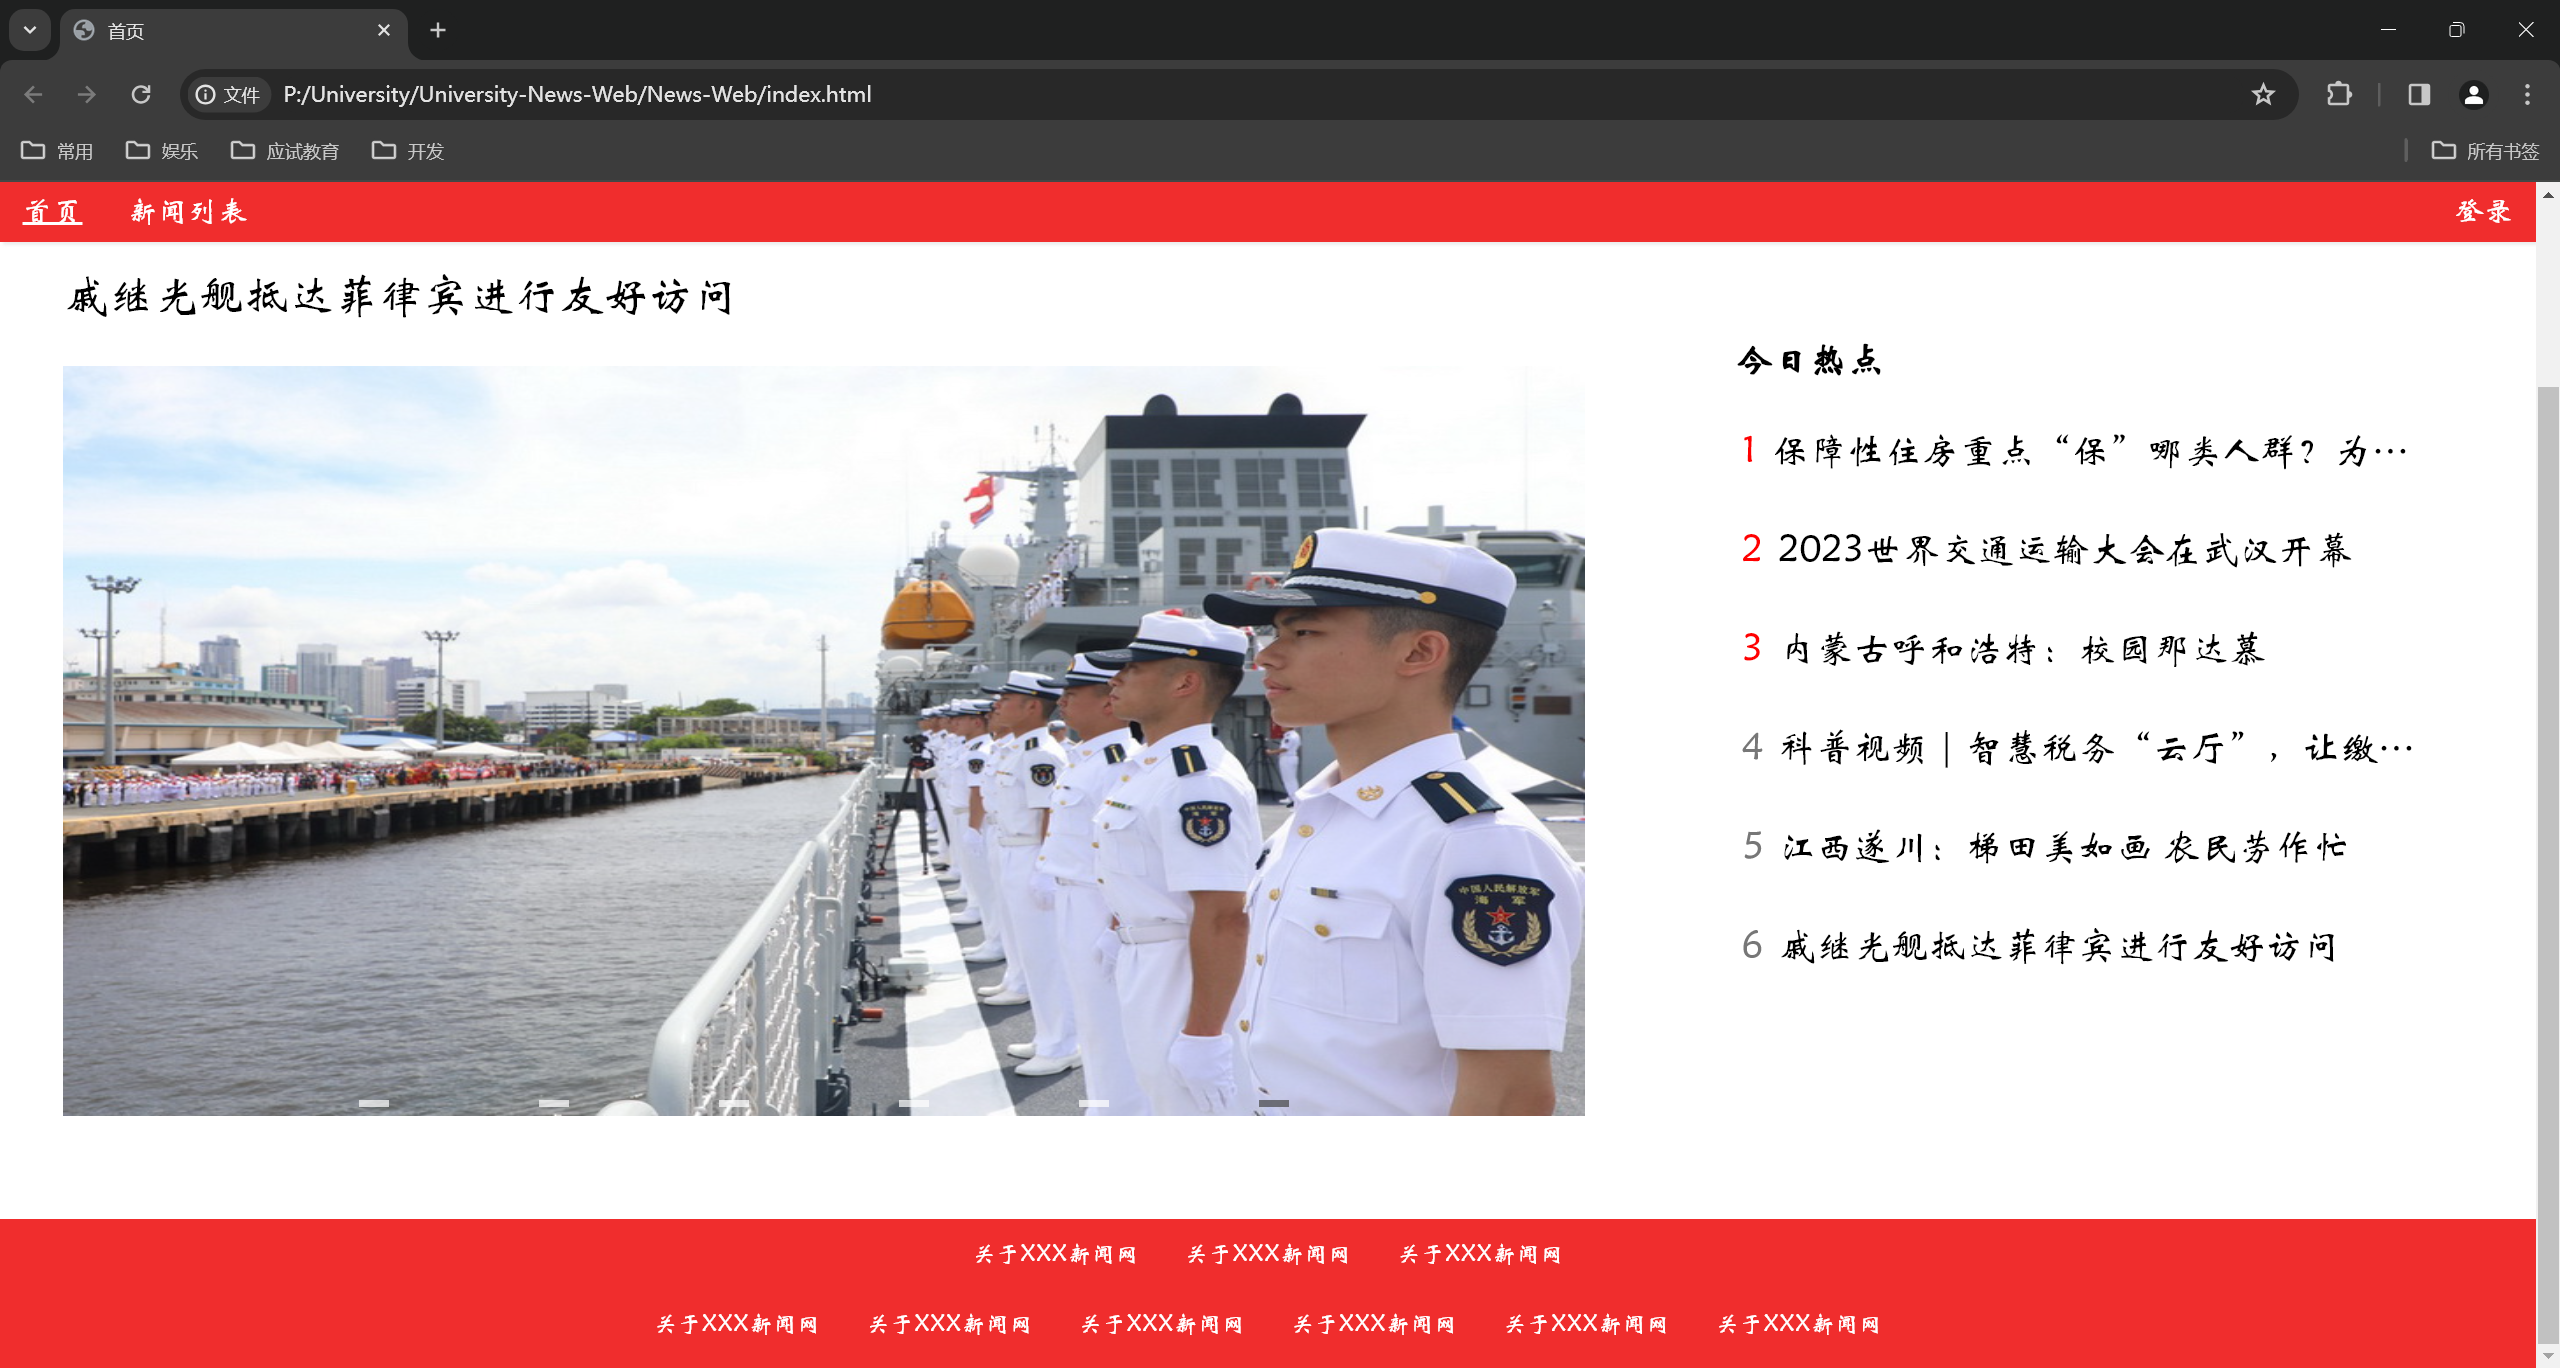 首页
文件 P:/University/University-News-Web/News-Web/index.html
常用 娱乐 应试教育 开发 所有书签
首页 新闻列表 登录
戚继光舰抵达菲律宾进行友好访问
中国人民解放军
海军
今日热点
1 保障性住房重点“保”哪类人群？为…
2 2023世界交通运输大会在武汉开幕
3 内蒙古呼和浩特：校园那达慕
4 科普视频｜智慧税务“云厅”，让缴…
5 江西遂川：梯田美如画 农民劳作忙
6 戚继光舰抵达菲律宾进行友好访问
关于XXX新闻网 关于XXX新闻网 关于XXX新闻网
关于XXX新闻网 关于XXX新闻网 关于XXX新闻网 关于XXX新闻网 关于XXX新闻网 关于XXX新闻网